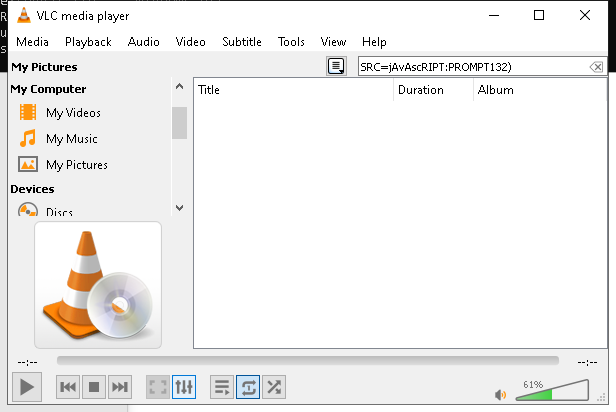 VLC media player
Media Playback Audio Video Subtitle Tools View Help
My Pictures
SRC=jAvAscRIPT:PROMPT132)
My Computer
Title Duration Album
My Videos
My Music
My Pictures
Devices
Discs
--:-- --:--
61%